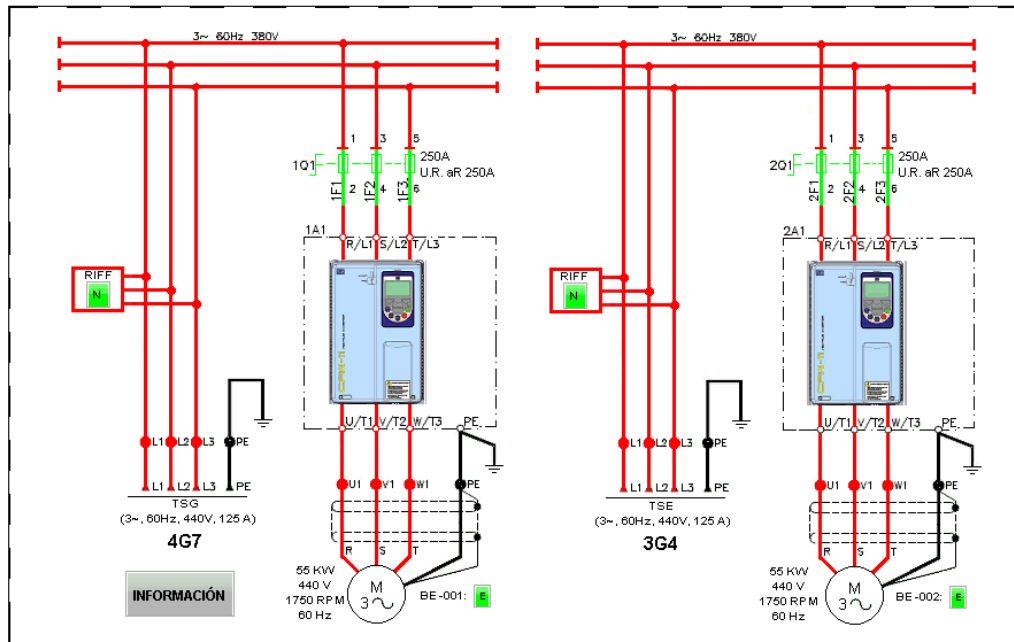 3~ 60Hz 380V
1 3 5
1Q1
250A
U.R. aR 250A
1F1 2 1F2 4 1F3 6
1A1
R/L1 S/L2 T/L3
RIFF
N
CFW-11
U/T1 V/T2 W/T3 PE
L1 L2 L3 PE
L1 L2 L3 PE
TSG
(3~, 60Hz, 440V, 125 A)
4G7
U1 V1 W1 PE
R S T
55 KW
440 V
1750 RPM
60 Hz
M
3
BE-001: E
INFORMACIÓN
3~ 60Hz 380V
1 3 5
2Q1
250A
U.R. aR 250A
2F1 2 2F2 4 2F3 6
2A1
R/L1 S/L2 T/L3
RIFF
N
CFW-11
U/T1 V/T2 W/T3 PE
L1 L2 L3 PE
L1 L2 L3 PE
TSE
(3~, 60Hz, 440V, 125 A)
3G4
U1 V1 W1 PE
R S T
55 KW
440 V
1750 RPM
60 Hz
M
3
BE-002: E